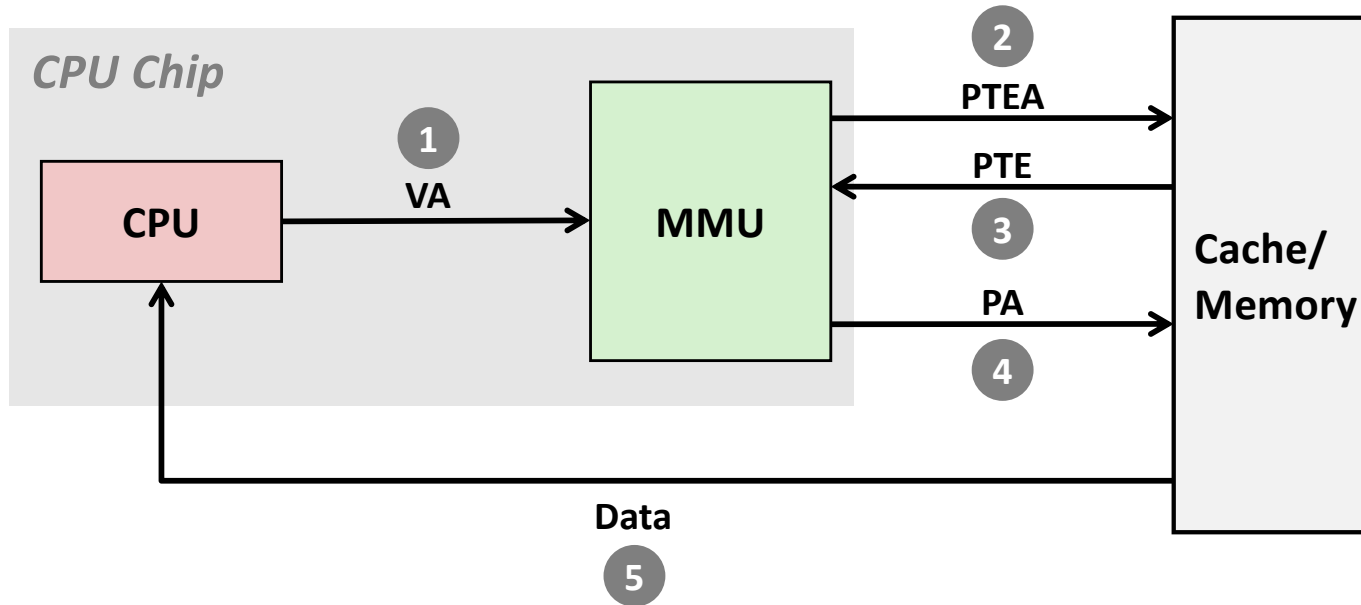 CPU Chip
2
PTEA
1
VA
PTE
CPU
MMU
3
Cache/
Memory
PA
4
Data
5